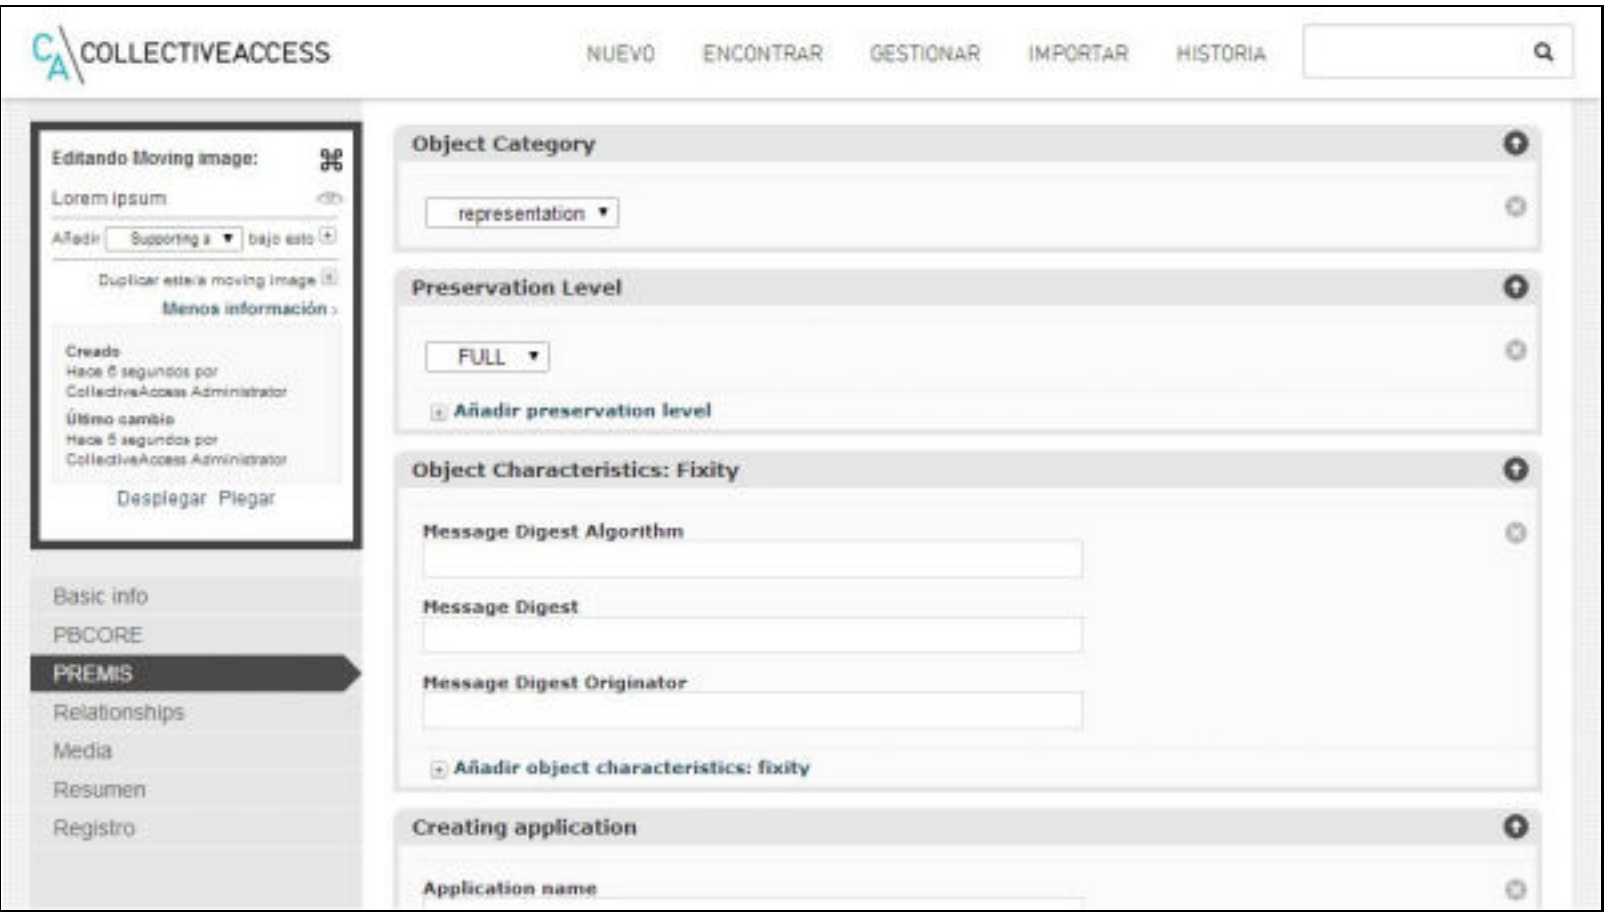 CA COLLECTIVEACCESS
NUEVO ENCONTRAR GESTIONAR IMPORTAR HISTORIA
Editando Moving image:
Lorem ipsum
Añadir Supporting a ▼ bajo esto
Duplicar este/a moving image
Menos información ›
Creado
Hace 6 segundos por
CollectiveAccess Administrator
Último cambio
Hace 5 segundos por
CollectiveAccess Administrator
Desplegar Plegar
Basic info
PBCORE
PREMIS
Relationships
Media
Resumen
Registro
Object Category
representation ▼
Preservation Level
FULL ▼
Añadir preservation level
Object Characteristics: Fixity
Message Digest Algorithm
Message Digest
Message Digest Originator
Añadir object characteristics: fixity
Creating application
Application name